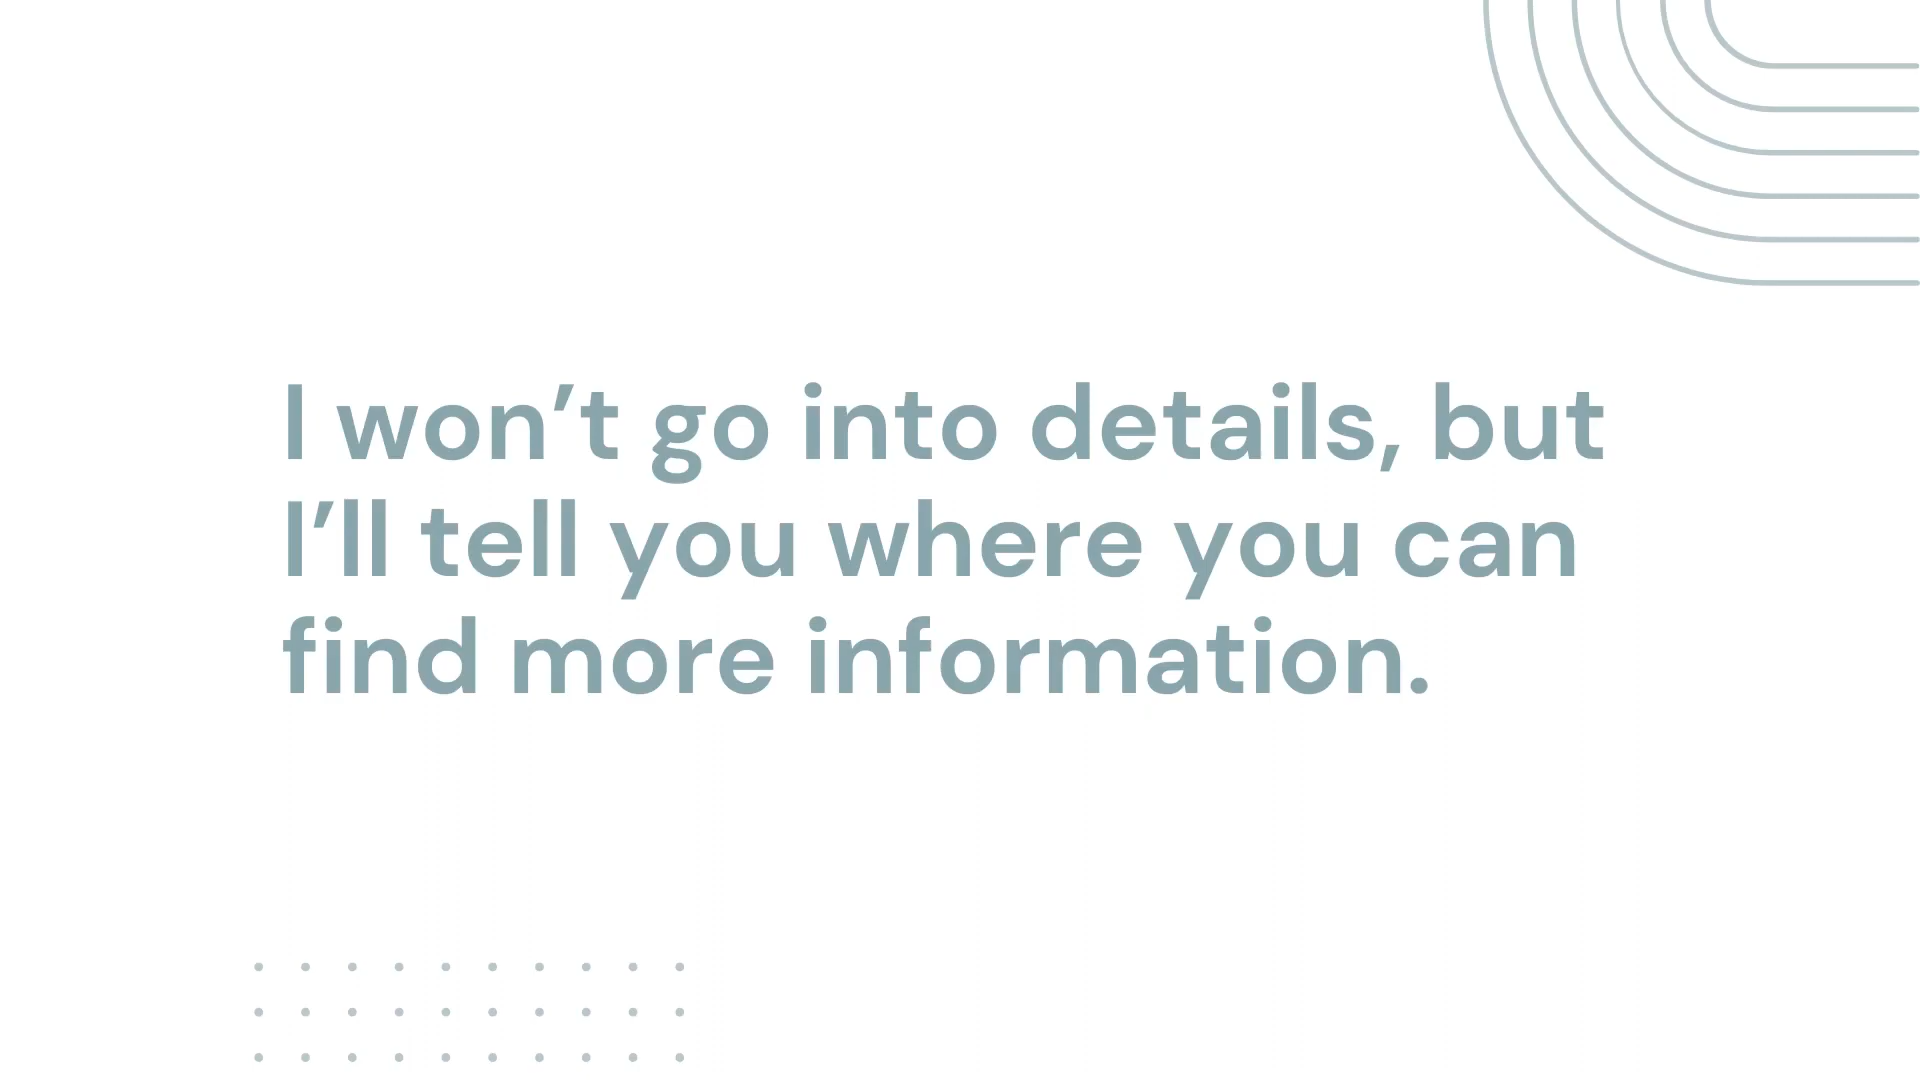 I won’t go into details, but
I’ll tell you where you can
find more information.